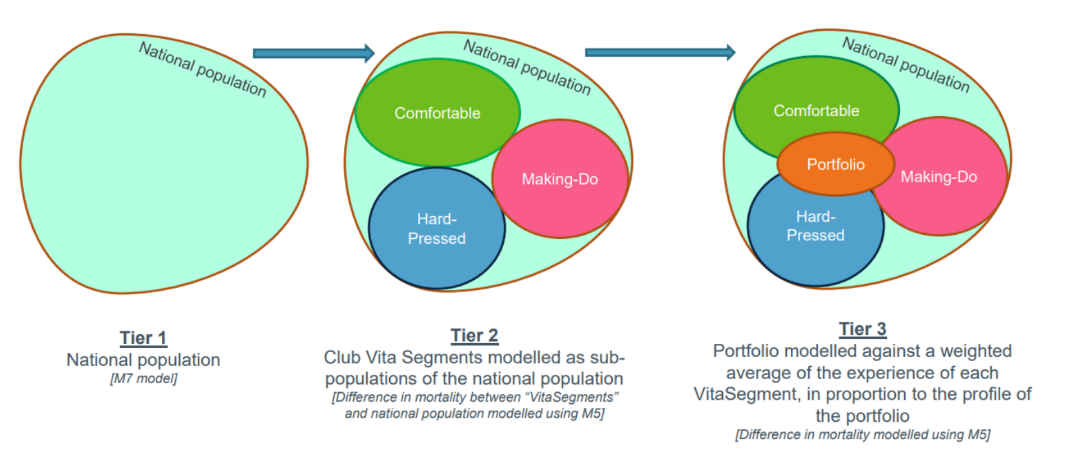 National population
Tier 1
National population
[M7 model]
National population
Comfortable
Making-Do
Hard-
Pressed
Tier 2
Club Vita Segments modelled as sub-
populations of the national population
[Difference in mortality between “VitaSegments”
and national population modelled using M5]
National population
Comfortable
Portfolio
Making-Do
Hard-
Pressed
Tier 3
Portfolio modelled against a weighted
average of the experience of each
VitaSegment, in proportion to the profile of
the portfolio
[Difference in mortality modelled using M5]